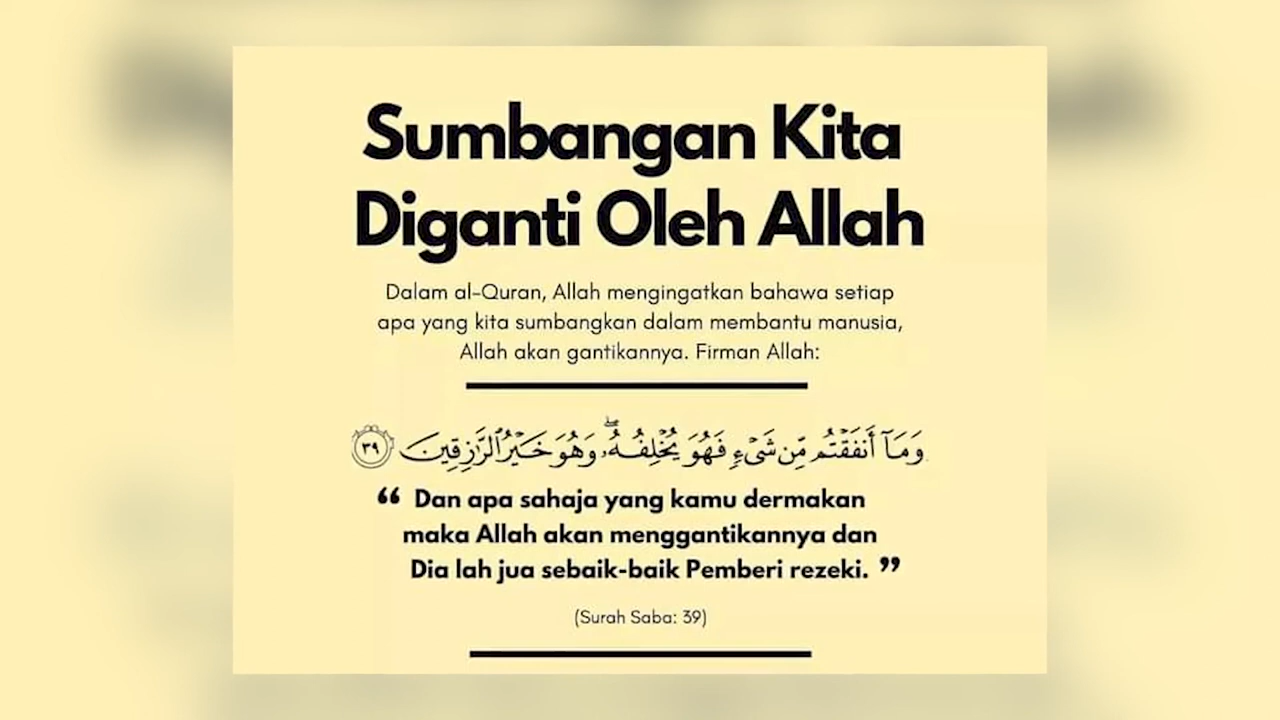 Sumbangan Kita
Diganti Oleh Allah
Dalam al-Quran, Allah mengingatkan bahawa setiap
apa yang kita sumbangkan dalam membantu manusia,
Allah akan gantikannya. Firman Allah:
وَمَآ أَنفَقْتُم مِّن شَىْءٍ فَهُوَ يُخْلِفُهُۥ ۖ وَهُوَ خَيْرُ ٱلرَّٰزِقِينَ ٣٩
“ Dan apa sahaja yang kamu dermakan
maka Allah akan menggantikannya dan
Dia lah jua sebaik-baik Pemberi rezeki. ”
(Surah Saba: 39)